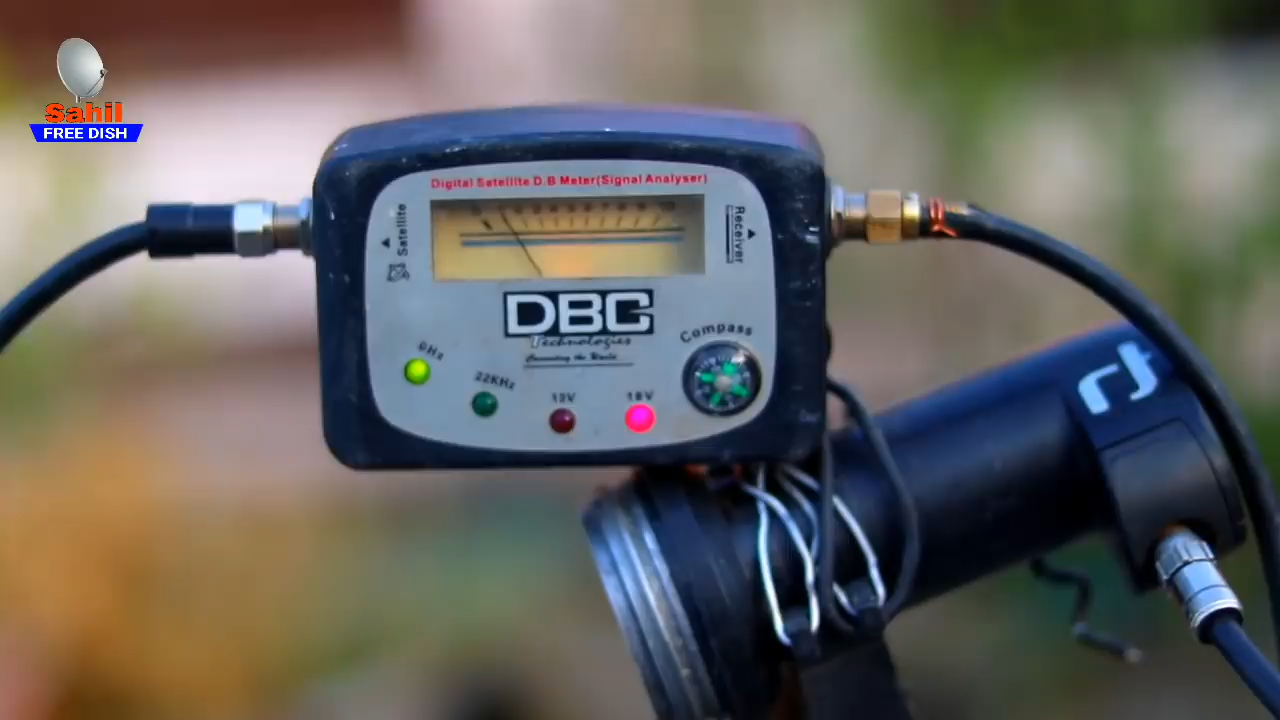 Sahil
FREE DISH
Digital Satellite D.B Meter(Signal Analyser)
Satellite
Receiver
DBC
Technologies
Connecting the World
Compass
0Hz
22KHz
13V
18V